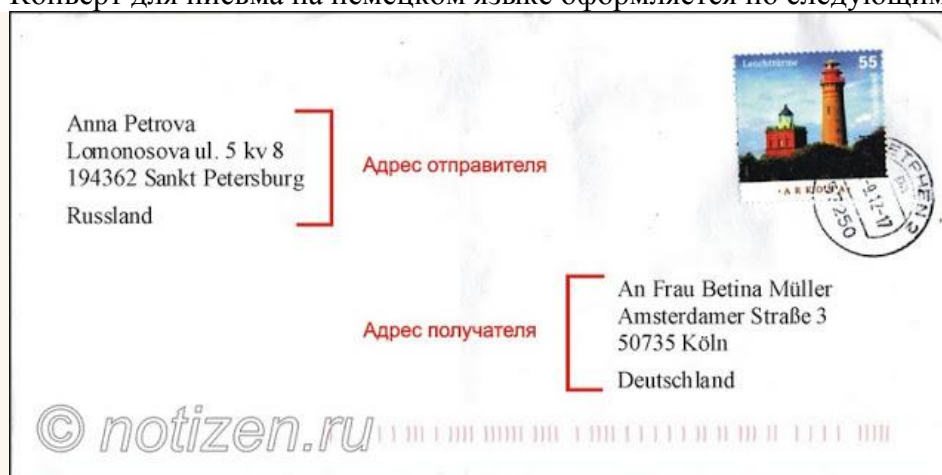 Конверт для письма на немецком языке оформляется по следующим
Leuchttürme 55
Anna Petrova
Lomonosova ul. 5 kv 8
194362 Sankt Petersburg
Russland
Адрес отправителя
An Frau Betina Müller
Amsterdamer Straße 3
50735 Köln
Deutschland
Адрес получателя
© notizen.ru